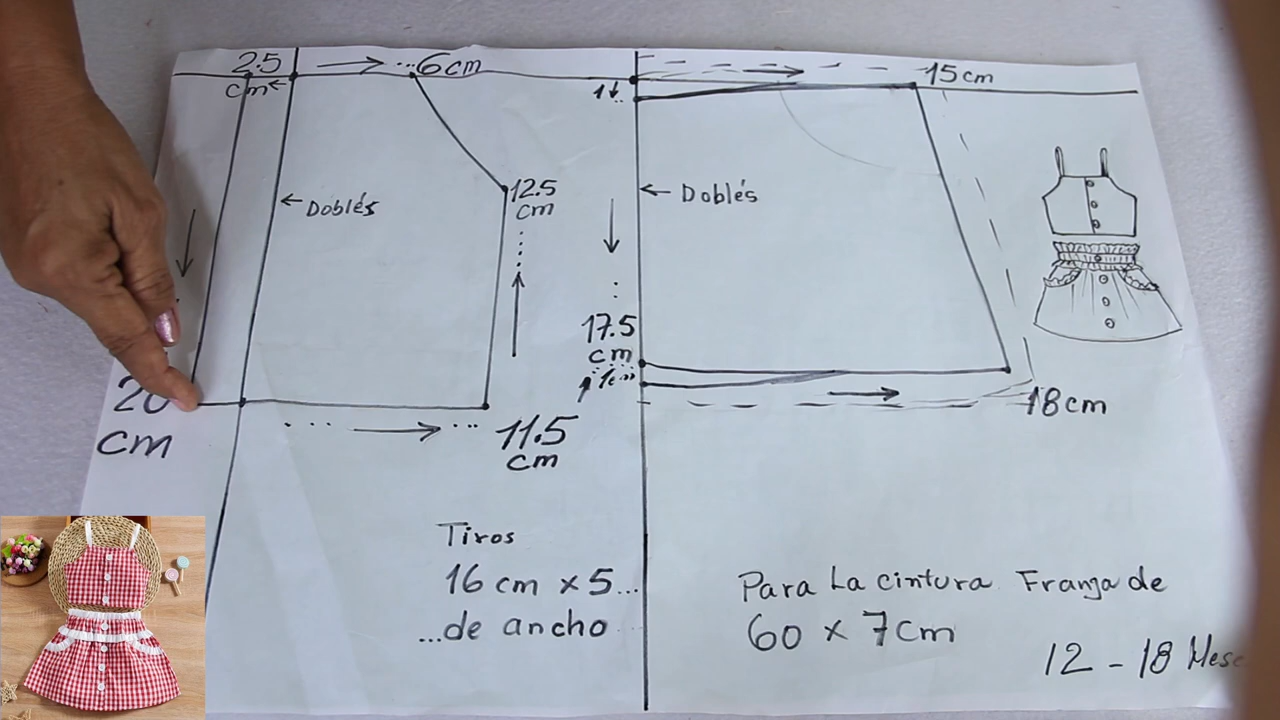 2.5
cm
6cm
15cm
1
Doblés
12.5
cm
Doblés
17.5
cm
20
cm
11.5
cm
18cm
Tiros
16 cm x 5...
...de ancho
Para La cintura Franja de
60 x 7cm
12 - 18 Mese